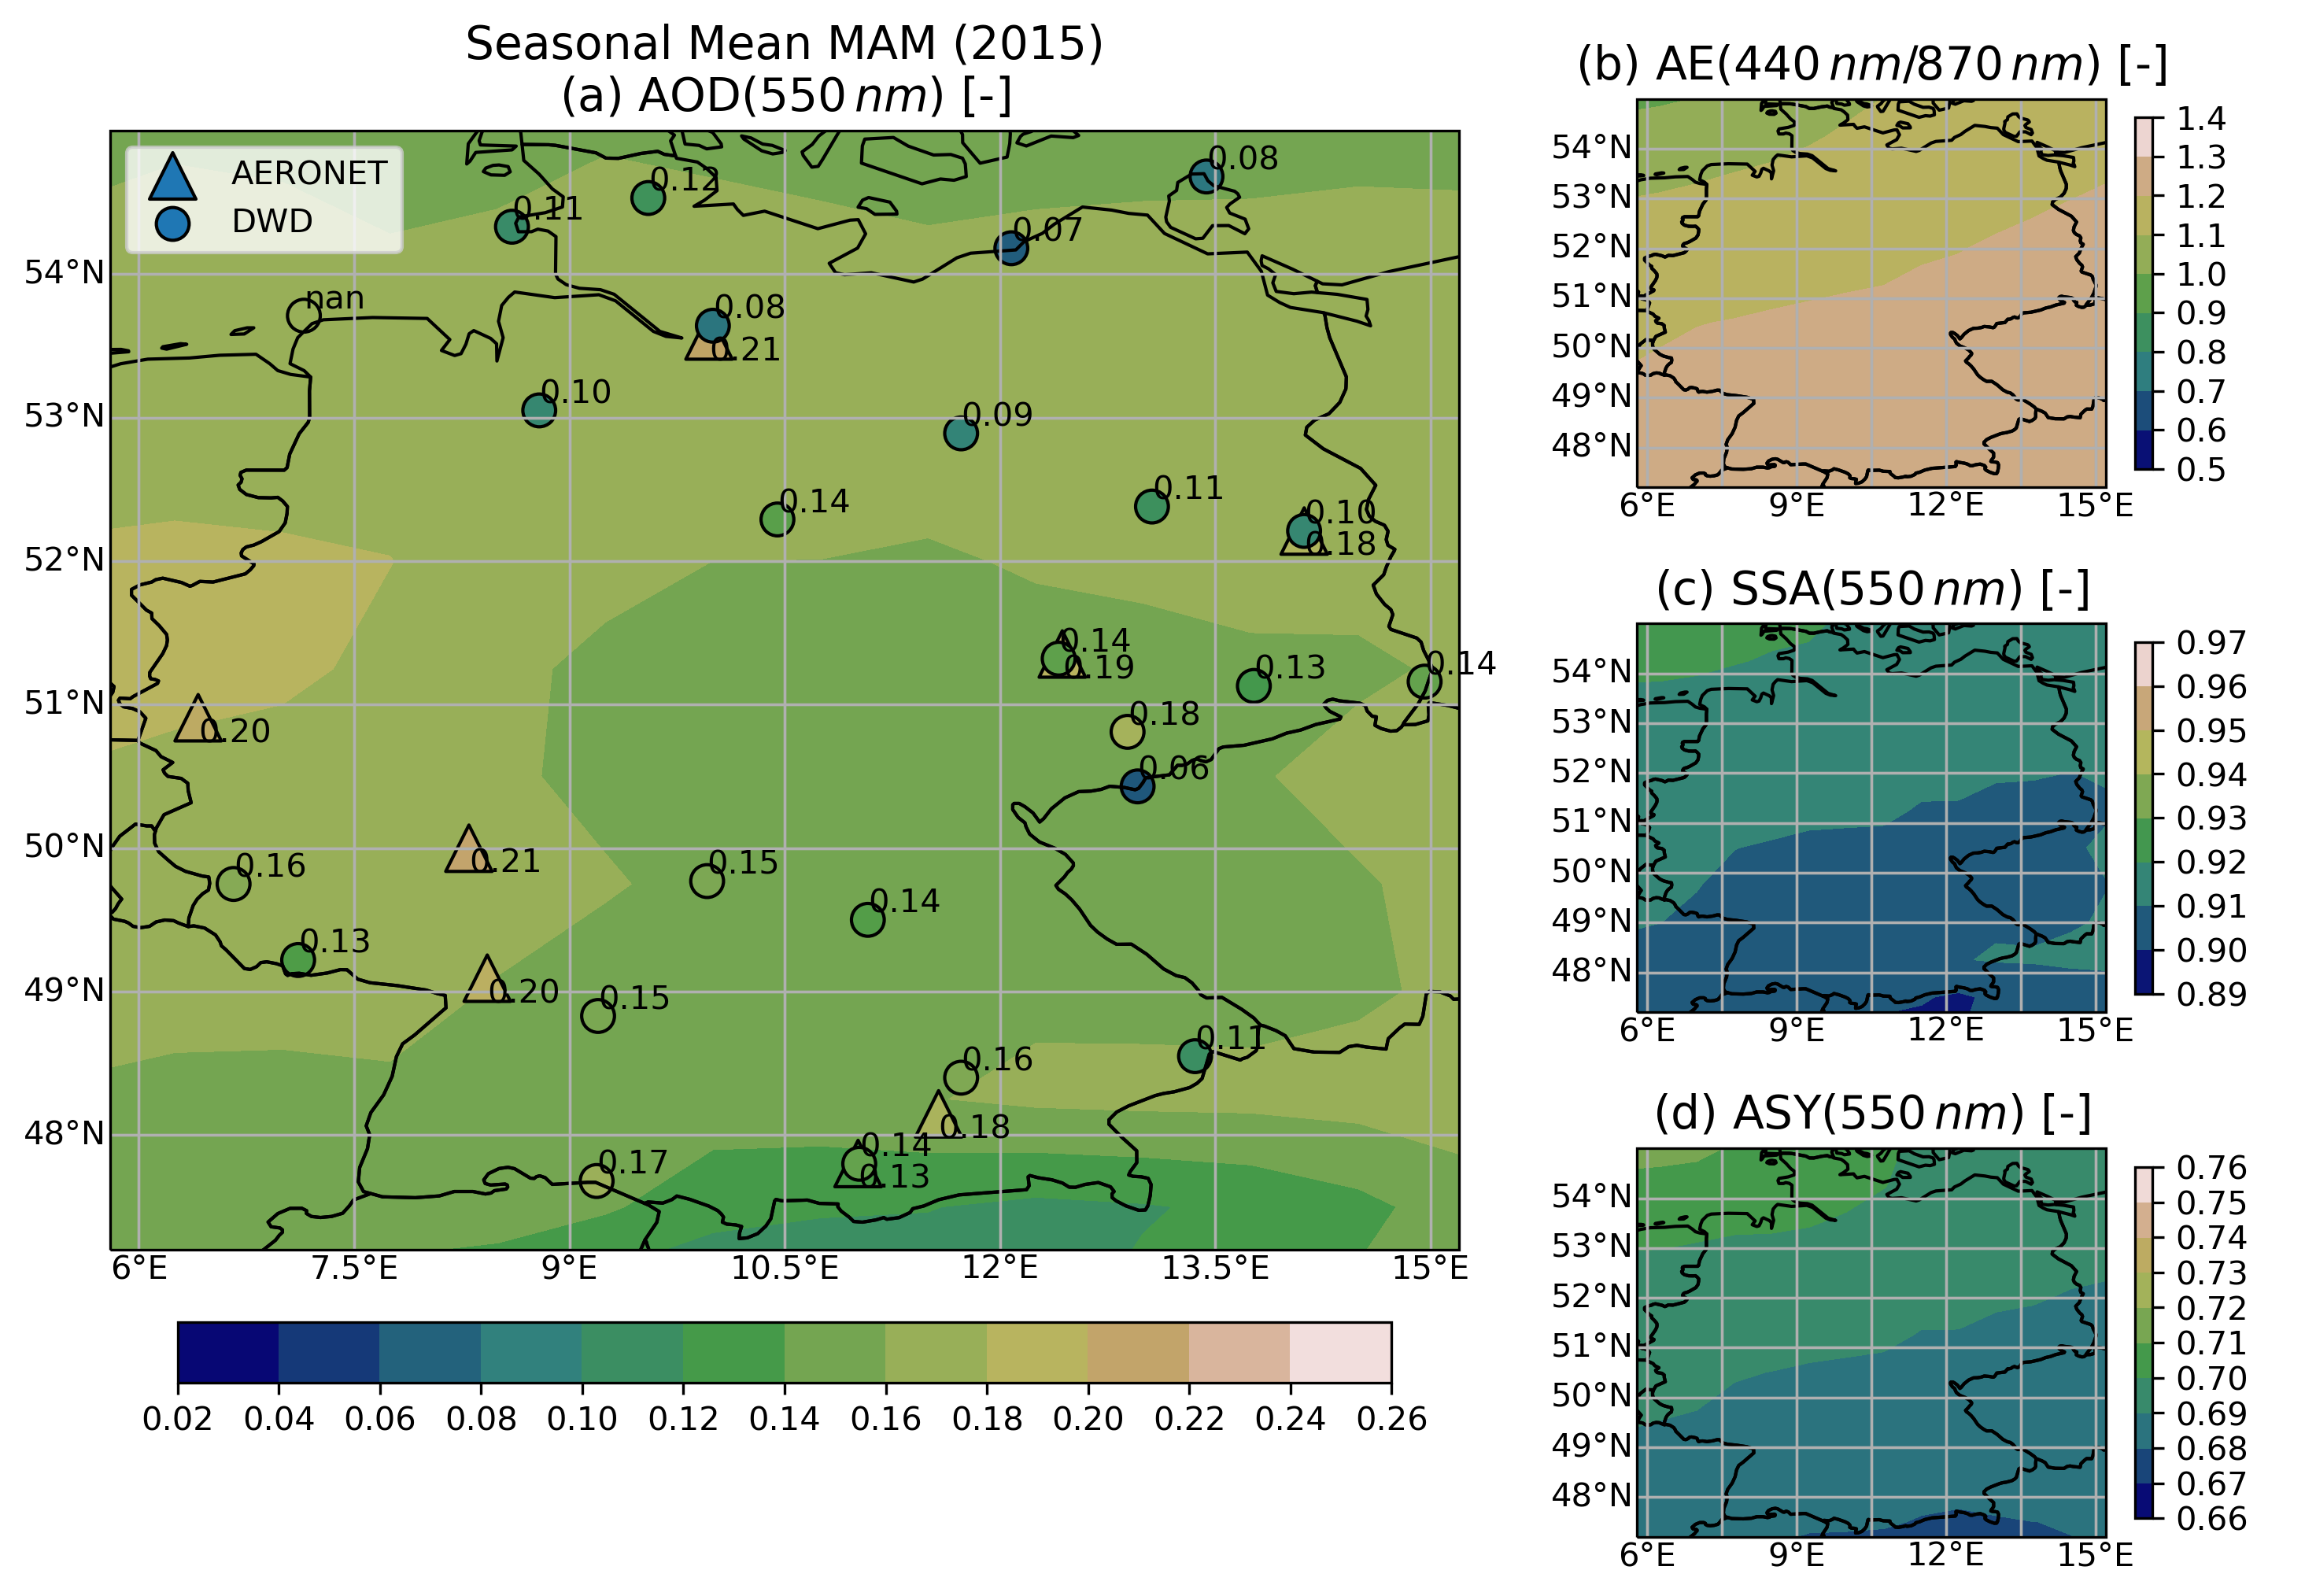 Seasonal Mean MAM (2015)
(a) AOD(550 nm) [-]
AERONET
DWD
0.08
0.12
0.11
0.07
54°N
nan
0.08
0.21
0.10
53°N
0.09
0.14
0.11
0.10
0.18
52°N
0.14
0.19
0.13
0.14
51°N
0.20
0.18
0.06
50°N
0.21
0.16
0.15
0.14
0.13
49°N
0.20
0.15
0.11
0.16
0.18
48°N
0.14
0.13
0.17
6°E 7.5°E 9°E 10.5°E 12°E 13.5°E 15°E
0.02 0.04 0.06 0.08 0.10 0.12 0.14 0.16 0.18 0.20 0.22 0.24 0.26
(b) AE(440 nm/870 nm) [-]
54°N
53°N
52°N
51°N
50°N
49°N
48°N
6°E 9°E 12°E 15°E
1.4
1.3
1.2
1.1
1.0
0.9
0.8
0.7
0.6
0.5
(c) SSA(550 nm) [-]
54°N
53°N
52°N
51°N
50°N
49°N
48°N
6°E 9°E 12°E 15°E
0.97
0.96
0.95
0.94
0.93
0.92
0.91
0.90
0.89
(d) ASY(550 nm) [-]
54°N
53°N
52°N
51°N
50°N
49°N
48°N
6°E 9°E 12°E 15°E
0.76
0.75
0.74
0.73
0.72
0.71
0.70
0.69
0.68
0.67
0.66